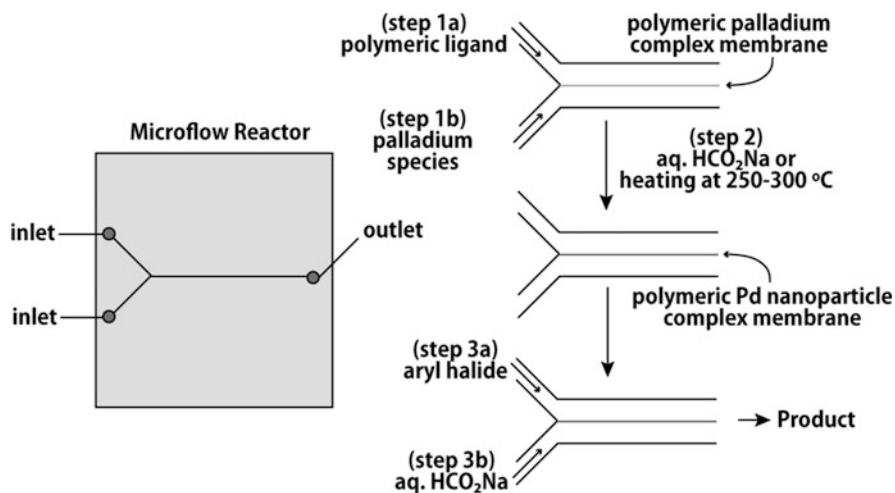 Microflow Reactor
inlet
inlet
outlet
(step 1a)
polymeric ligand
(step 1b)
palladium
species
polymeric palladium
complex membrane
(step 2)
aq. HCO₂Na or
heating at 250-300 ºC
polymeric Pd nanoparticle
complex membrane
(step 3a)
aryl halide
(step 3b)
aq. HCO₂Na
Product